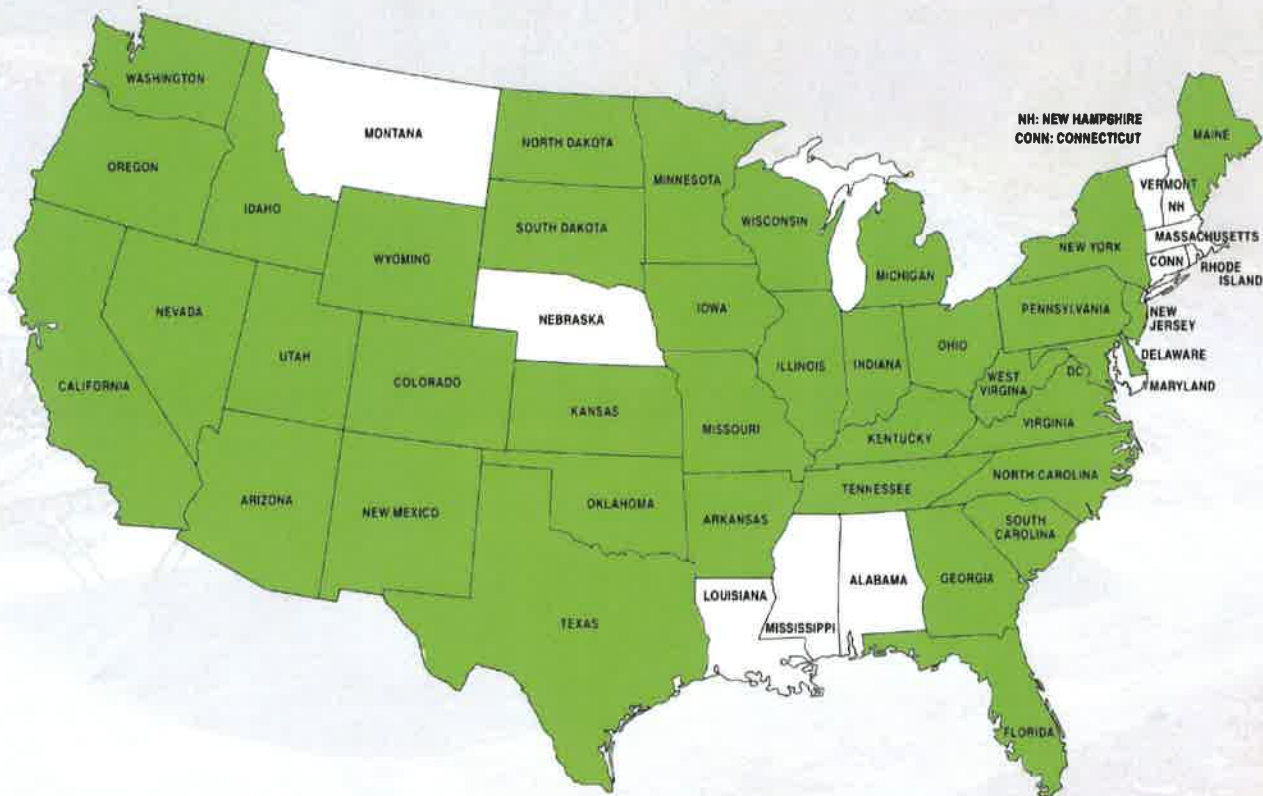 WASHINGTON
MONTANA
NORTH DAKOTA
MINNESOTA
NH: NEW HAMPSHIRE
CONN: CONNECTICUT
MAINE
OREGON
IDAHO
WYOMING
SOUTH DAKOTA
WISCONSIN
MICHIGAN
NEW YORK
VERMONT
NH
MASSACHUSETTS
CONN
RHODE
ISLAND
NEVADA
UTAH
COLORADO
NEBRASKA
IOWA
ILLINOIS
INDIANA
OHIO
PENNSYLVANIA
NEW
JERSEY
CALIFORNIA
KANSAS
MISSOURI
KENTUCKY
WEST
VIRGINA
DC
DELAWARE
MARYLAND
VIRGINIA
ARIZONA
NEW MEXICO
OKLAHOMA
ARKANSAS
TENNESSEE
NORTH CAROLINA
SOUTH
CAROLINA
TEXAS
LOUISIANA
MISSISSIPPI
ALABAMA
GEORGIA
FLORIDA